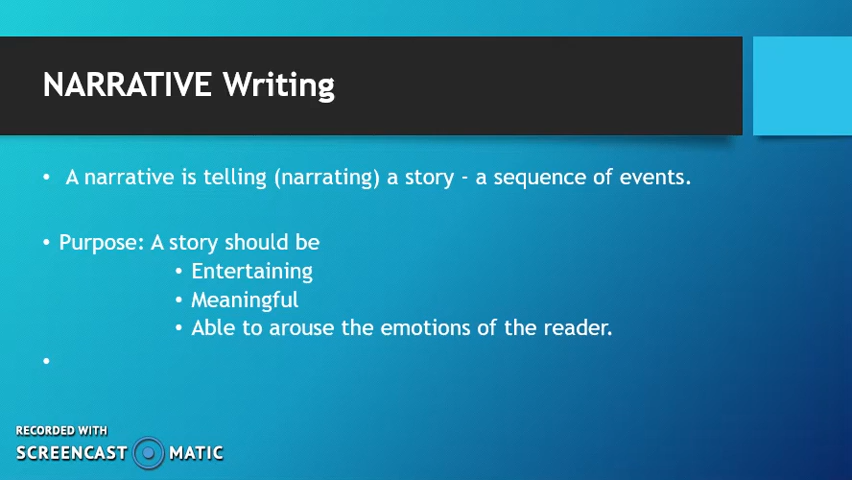 NARRATIVE Writing
• A narrative is telling (narrating) a story - a sequence of events.
• Purpose: A story should be
• Entertaining
• Meaningful
• Able to arouse the emotions of the reader.
•
RECORDED WITH
SCREENCAST MATIC